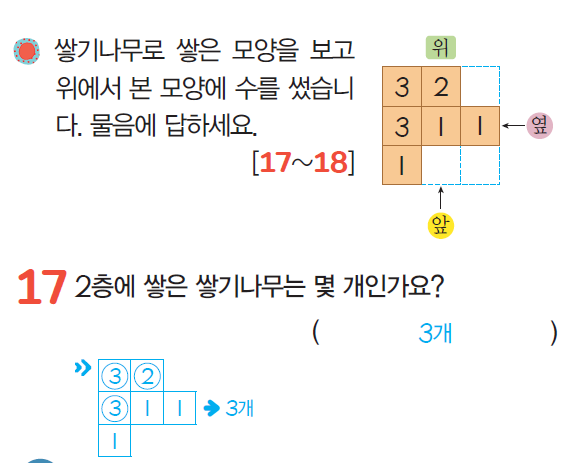 쌓기나무로 쌓은 모양을 보고
위에서 본 모양에 수를 썼습니
다. 물음에 답하세요.
[17~18]
위
3 2
3 1 1
1
옆
앞
17 2층에 쌓은 쌓기나무는 몇 개인가요?
( 3개 )
» ③ ②
③ 1 1 ➔ 3개
1